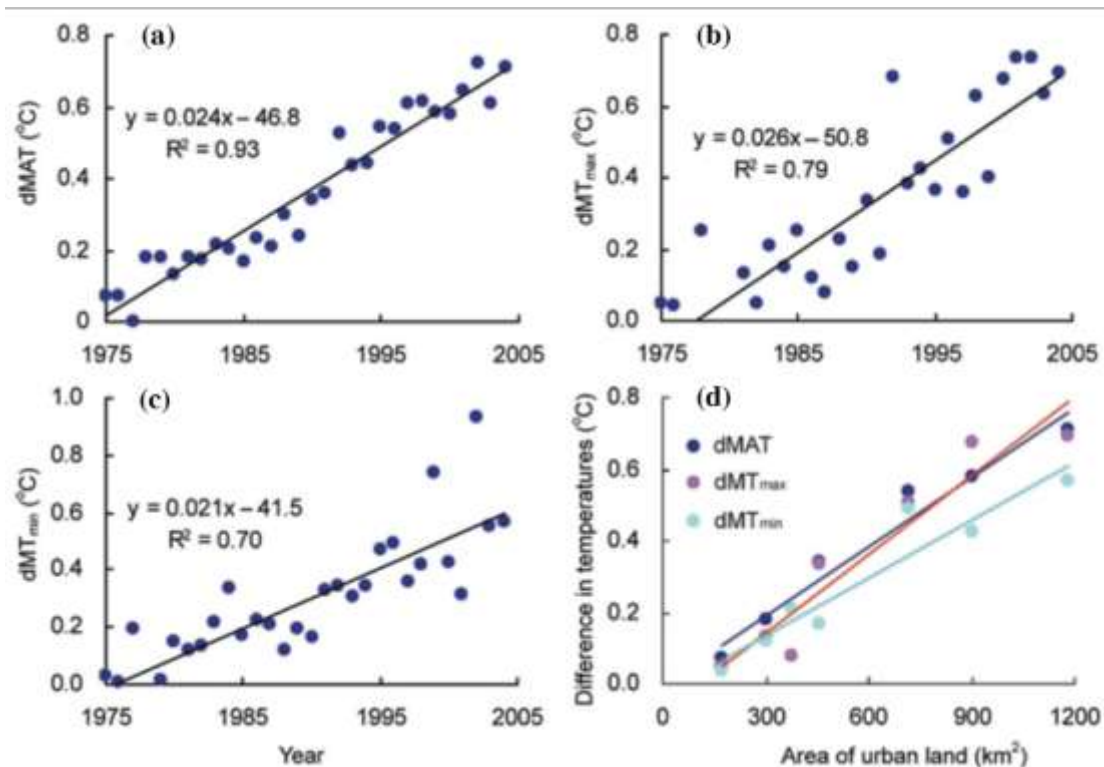 (a)
0.8
0.6
0.4
0.2
0.0
dMAT (°C)
y = 0.024x – 46.8
R² = 0.93
1975 1985 1995 2005
(b)
0.8
0.6
0.4
0.2
0.
dMTmax (°C)
y = 0.026x – 50.8
R² = 0.79
1975 1985 1995 2005
(c)
1.0
0.8
0.6
0.4
0.2
0.0
dMTmin (°C)
y = 0.021x – 41.5
R² = 0.70
1975 1985 1995 2005
Year
(d)
0.8
0.6
0.4
0.2
0.0
Difference in temperatures (°C)
dMAT
dMTmax
dMTmin
0 300 600 900 1200
Area of urban land (km²)